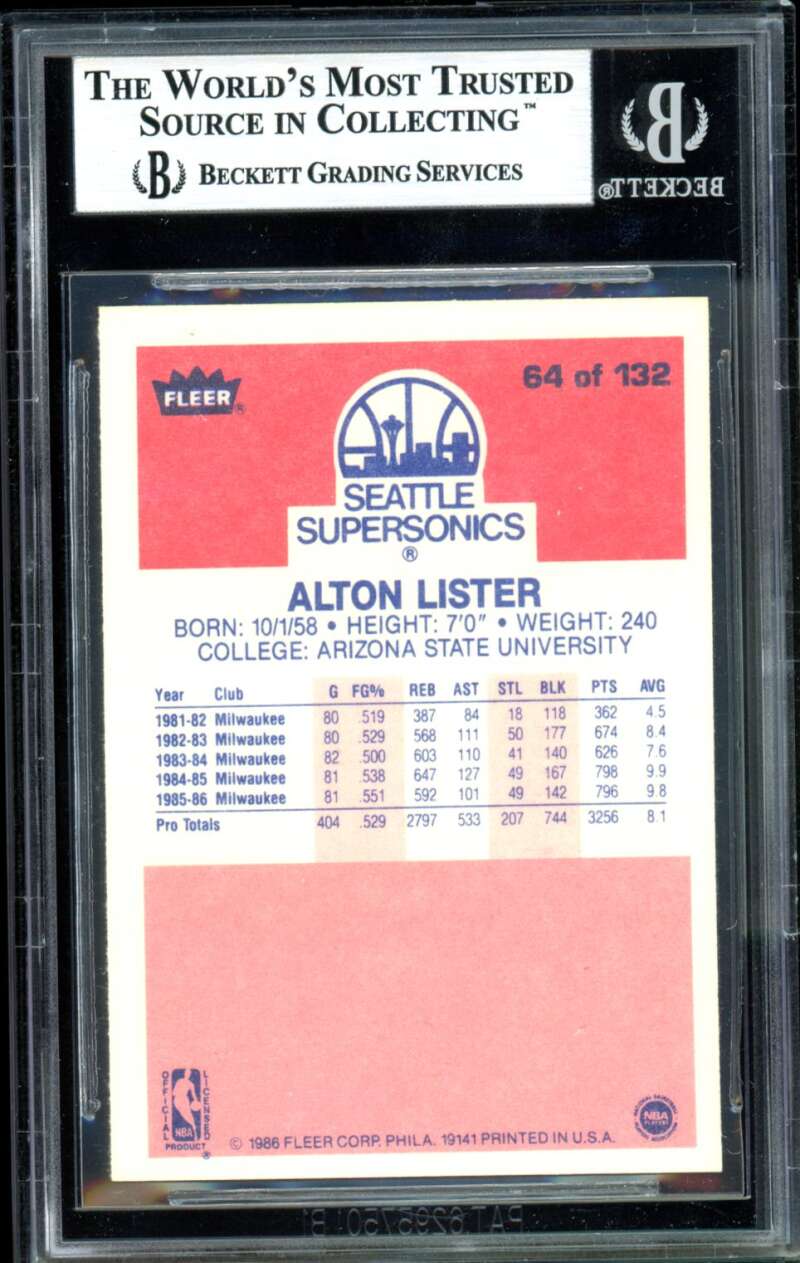 THE WORLD'S MOST TRUSTED
SOURCE IN COLLECTING™
B BECKETT GRADING SERVICES
B
BECKETT®
FLEER®
64 of 132
SEATTLE
SUPERSONICS
®
ALTON LISTER
BORN: 10/1/58 • HEIGHT: 7'0" • WEIGHT: 240
COLLEGE: ARIZONA STATE UNIVERSITY
Year Club G FG% REB AST STL BLK PTS AVG
1981-82 Milwaukee 80 .519 387 84 18 118 362 4.5
1982-83 Milwaukee 80 .529 568 111 50 177 674 8.4
1983-84 Milwaukee 82 .500 603 110 41 140 626 7.6
1984-85 Milwaukee 81 .538 647 127 49 167 798 9.9
1985-86 Milwaukee 81 .551 592 101 49 142 796 9.8
Pro Totals 404 .529 2797 533 207 744 3256 8.1
OFFICIAL
LICENSED
NBA
PRODUCT®
© 1986 FLEER CORP. PHILA. 19141 PRINTED IN U.S.A.
NATIONAL BASKETBALL
NBA
PLAYERS